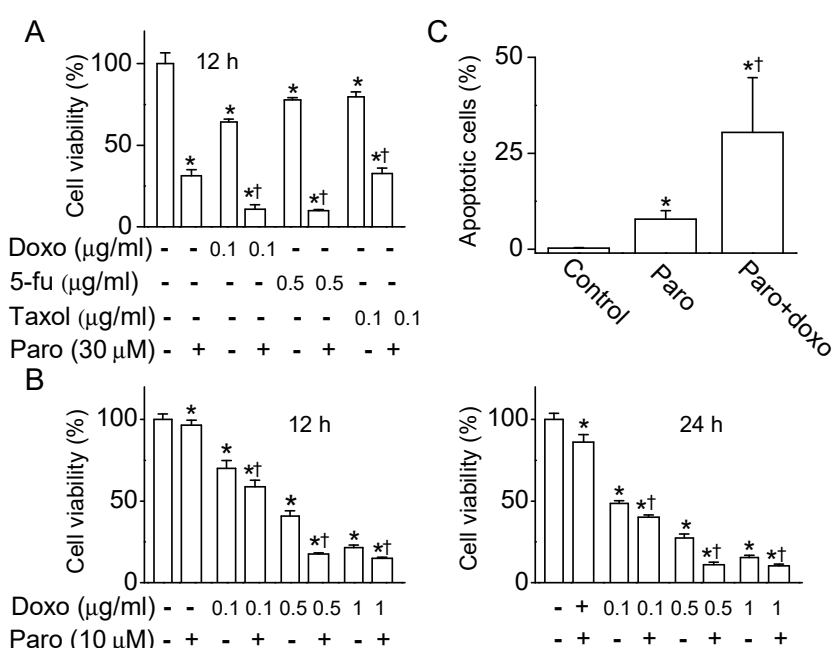 A
Cell viability (%)
100
50
0
12 h
* * * *† * *† * *†
Doxo (μg/ml) - - 0.1 0.1 - - - -
5-fu (μg/ml) - - - - 0.5 0.5 - -
Taxol (μg/ml) - - - - - - 0.1 0.1
Paro (30 μM) - + - + - + - +
C
Apoptotic cells (%)
50
25
0
*
*†
Control
Paro
Paro+doxo
B
Cell viability (%)
100
50
0
12 h
* * *† * *† * *†
Doxo (μg/ml) - - 0.1 0.1 0.5 0.5 1 1
Paro (10 μM) - + - + - + - +
Cell viability (%)
100
50
0
24 h
* * *† * *† * *†
- + 0.1 0.1 0.5 0.5 1 1
- + - + - + - +